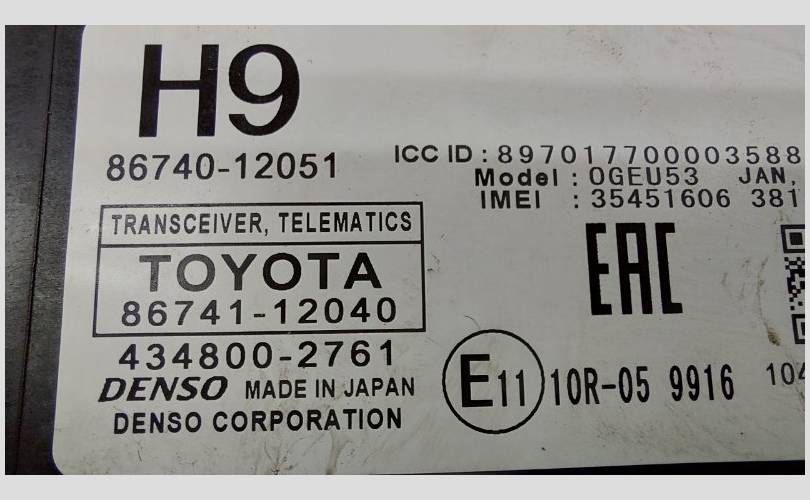 H9
86740-12051
ICC ID : 8970177000003588
Model : 0GEU53 JAN,
IMEI : 35451606 381
TRANSCEIVER, TELEMATICS
TOYOTA
86741-12040
EAC
434800-2761
DENSO MADE IN JAPAN
DENSO CORPORATION
E11 10R-05 9916 104